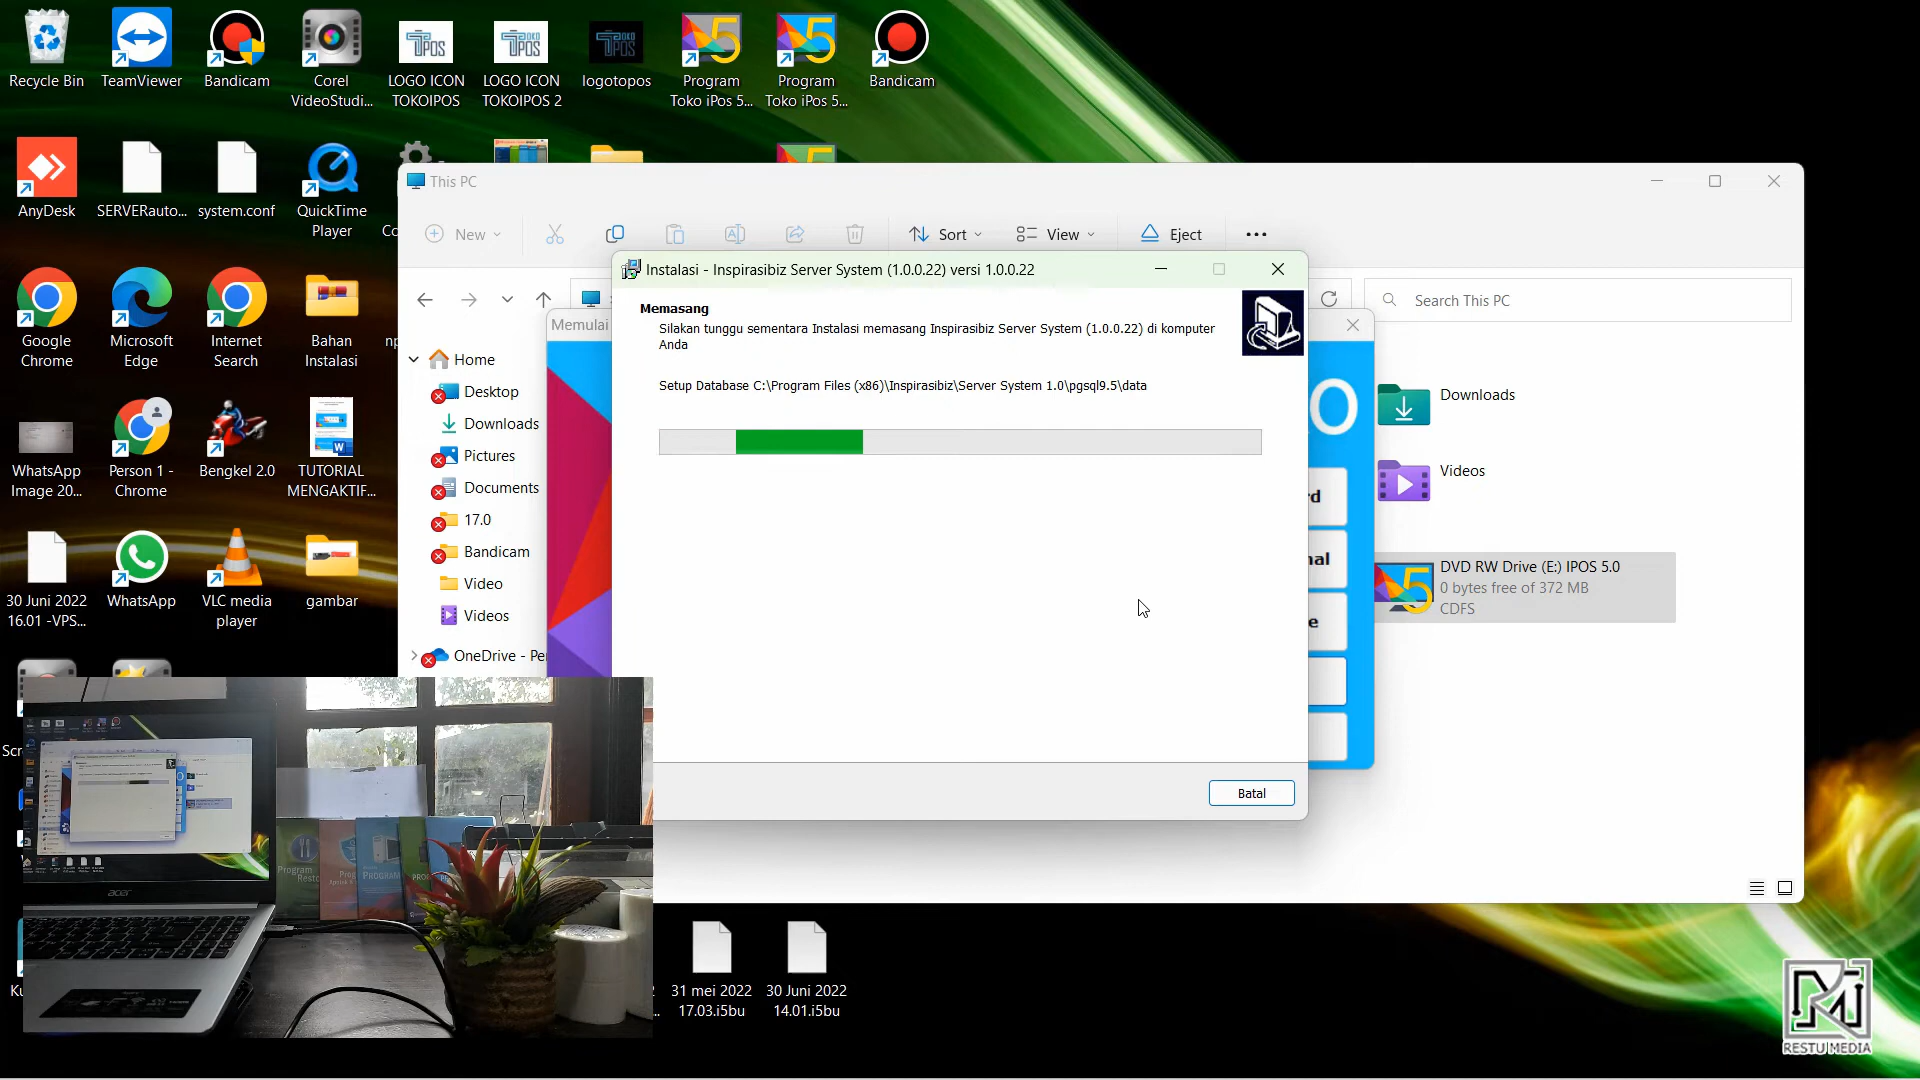 Recycle Bin
TeamViewer
Bandicam
Corel
VideoStudi...
LOGO ICON
TOKOIPOS
LOGO ICON
TOKOIPOS 2
logotopos
Program
Toko iPos 5...
Program
Toko iPos 5...
Bandicam
AnyDesk
SERVERauto...
system.conf
QuickTime
Player
Google
Chrome
Microsoft
Edge
Internet
Search
Bahan
Instalasi
WhatsApp
Image 20...
Person 1 -
Chrome
Bengkel 2.0
TUTORIAL
MENGAKTIF...
30 Juni 2022
16.01 -VPS...
WhatsApp
VLC media
player
gambar
This PC
New
Sort
View
Eject
Search This PC
Home
Desktop
Downloads
Pictures
Documents
17.0
Bandicam
Video
Videos
OneDrive - Pe
Memulai
Instalasi - Inspirasibiz Server System (1.0.0.22) versi 1.0.0.22
Memasang
Silakan tunggu sementara Instalasi memasang Inspirasibiz Server System (1.0.0.22) di komputer
Anda
Setup Database C:\Program Files (x86)\Inspirasibiz\Server System 1.0\pgsql9.5\data
Batal
Downloads
Videos
DVD RW Drive (E:) IPOS 5.0
0 bytes free of 372 MB
CDFS
acer
Program
Resto
31 mei 2022
17.03.i5bu
30 Juni 2022
14.01.i5bu
RESTU MEDIA